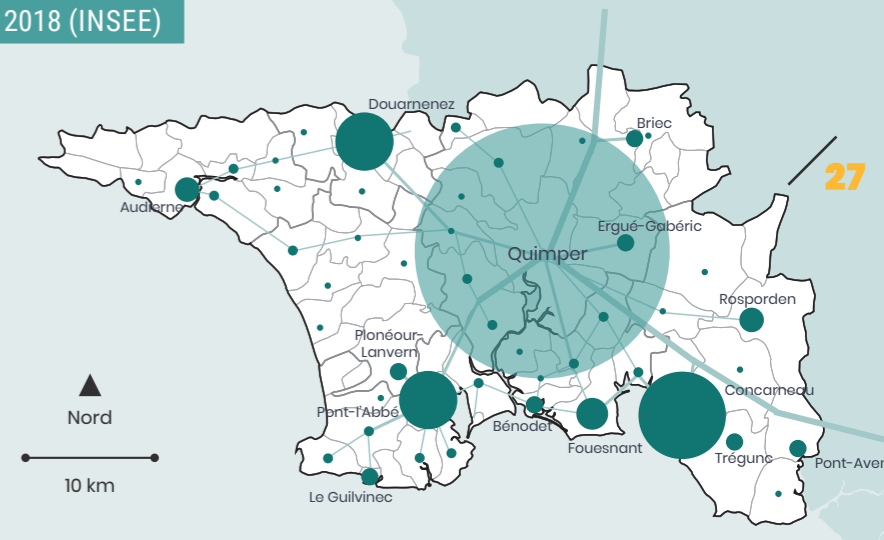 2018 (INSEE)
Douarnenez
Briec
27
Audierne
Ergué-Gabéric
Quimper
Rosporden
Plonéour-
Lanvern
Nord
Concarneau
Pont-l'Abbé
Bénodet
Fouesnant
Trégunc
Pont-Aven
10 km
Le Guilvinec